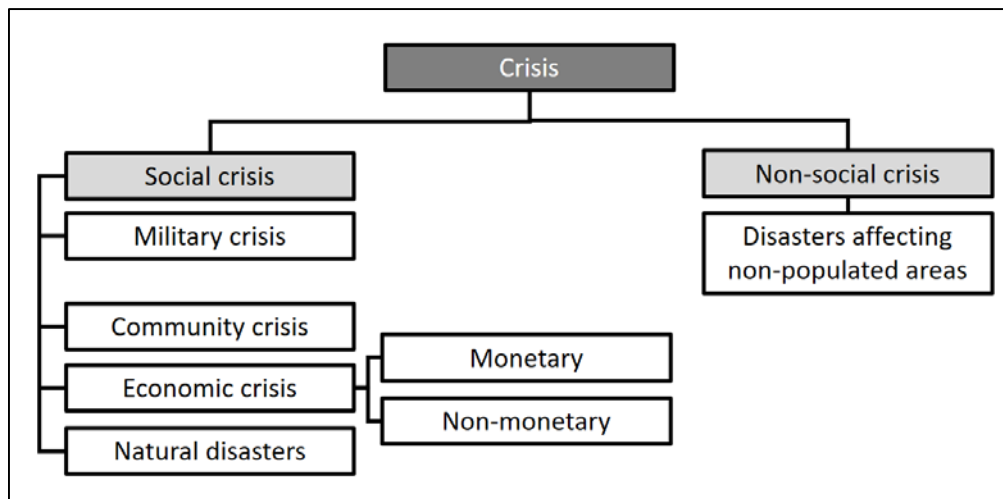 Crisis
Social crisis
Non-social crisis
Military crisis
Disasters affecting
non-populated areas
Community crisis
Economic crisis
Monetary
Non-monetary
Natural disasters